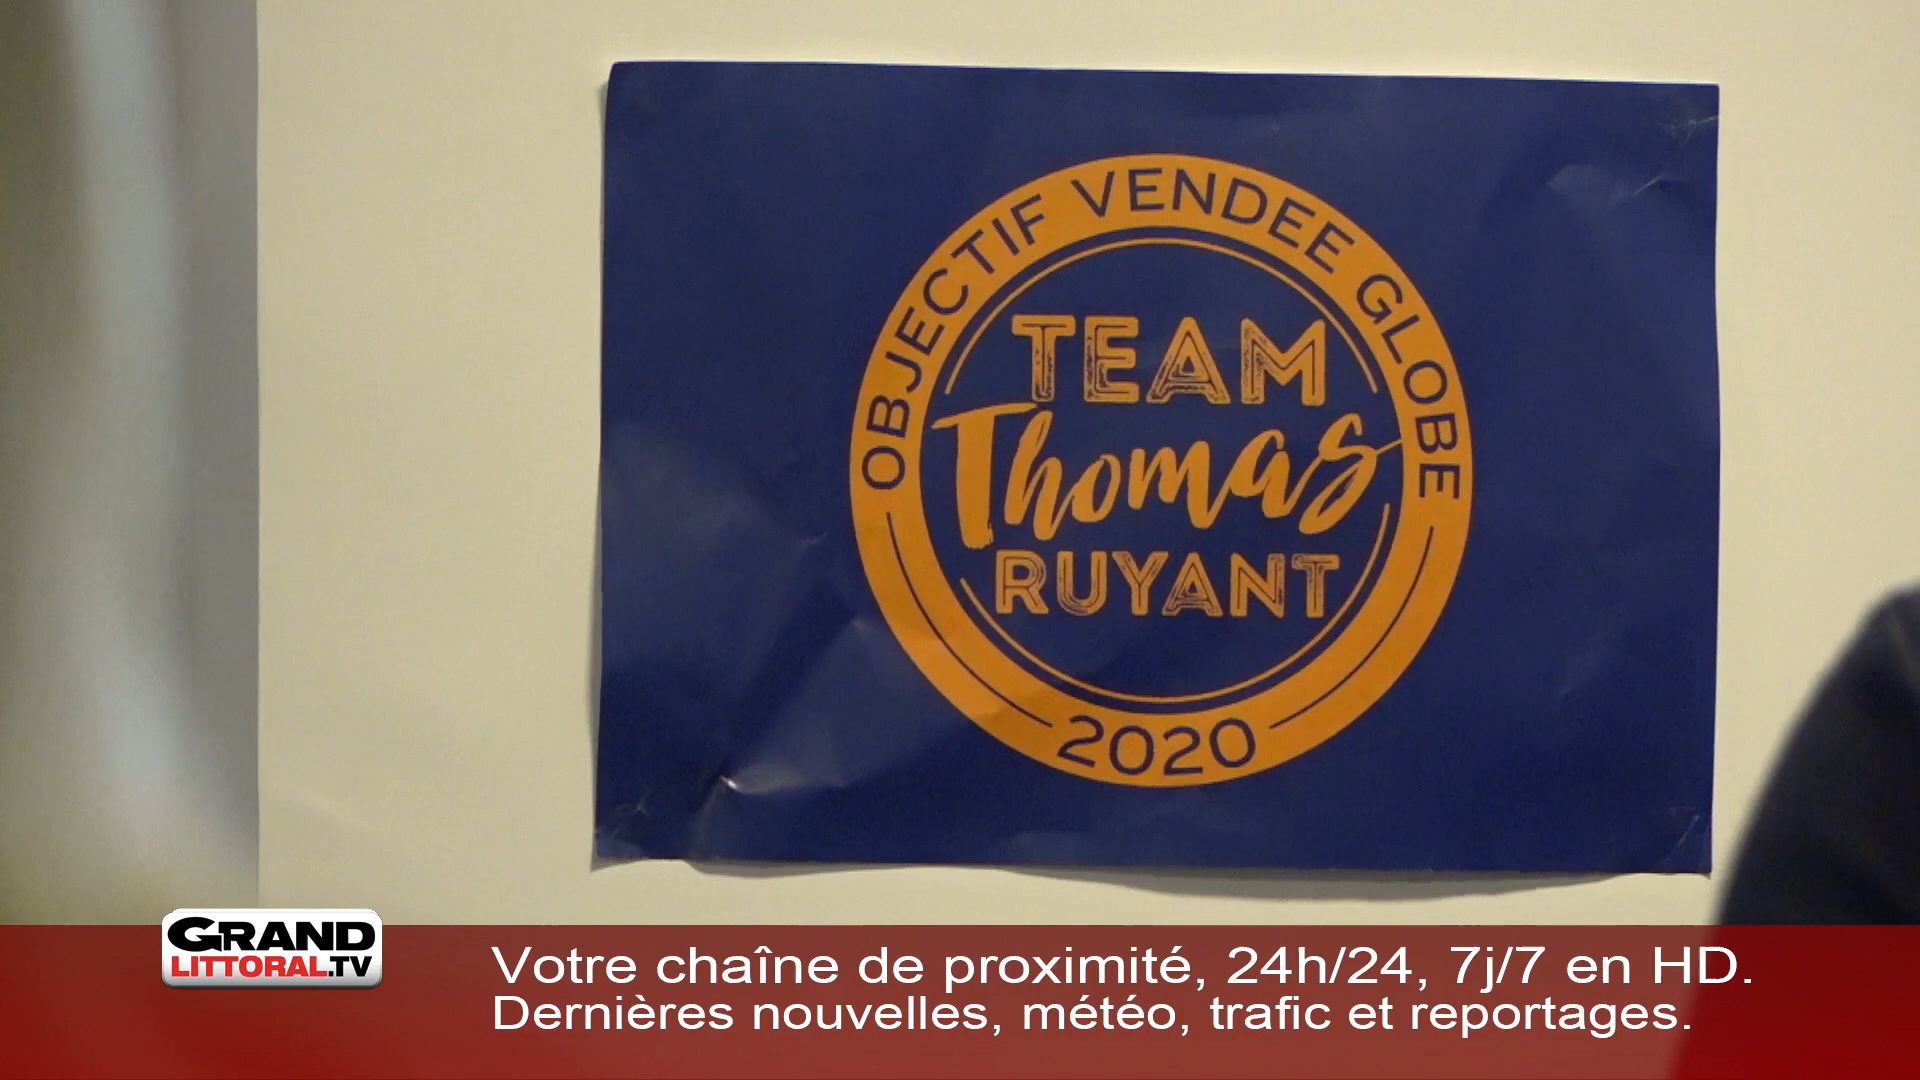 OBJECTIF VENDEE GLOBE
TEAM
Thomas
RUYANT
2020
GRAND
LITTORAL.TV
Votre chaîne de proximité, 24h/24, 7j/7 en HD.
Dernières nouvelles, météo, trafic et reportages.